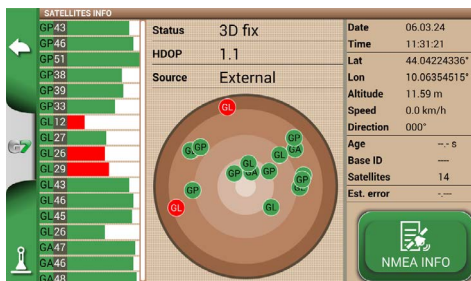 SATELLITES INFO
GP43
GP46
GP51
GP38
GP39
GP33
GL12
GL27
GL26
GL29
GL43
GL46
GL45
GL26
GA47
GA46
GA48
Status 3D fix
HDOP 1.1
Source External
GL
GP
GP
GL
GA
GL
GP
GA
GP
GP
GP
GL
GL
Date 06.03.24
Time 11:31:21
Lat 44.04224336°
Lon 10.06354515°
Altitude 11.59 m
Speed 0.0 km/h
Direction 000°
Age --.- s
Base ID ----
Satellites 14
Est. error -.---
NMEA INFO